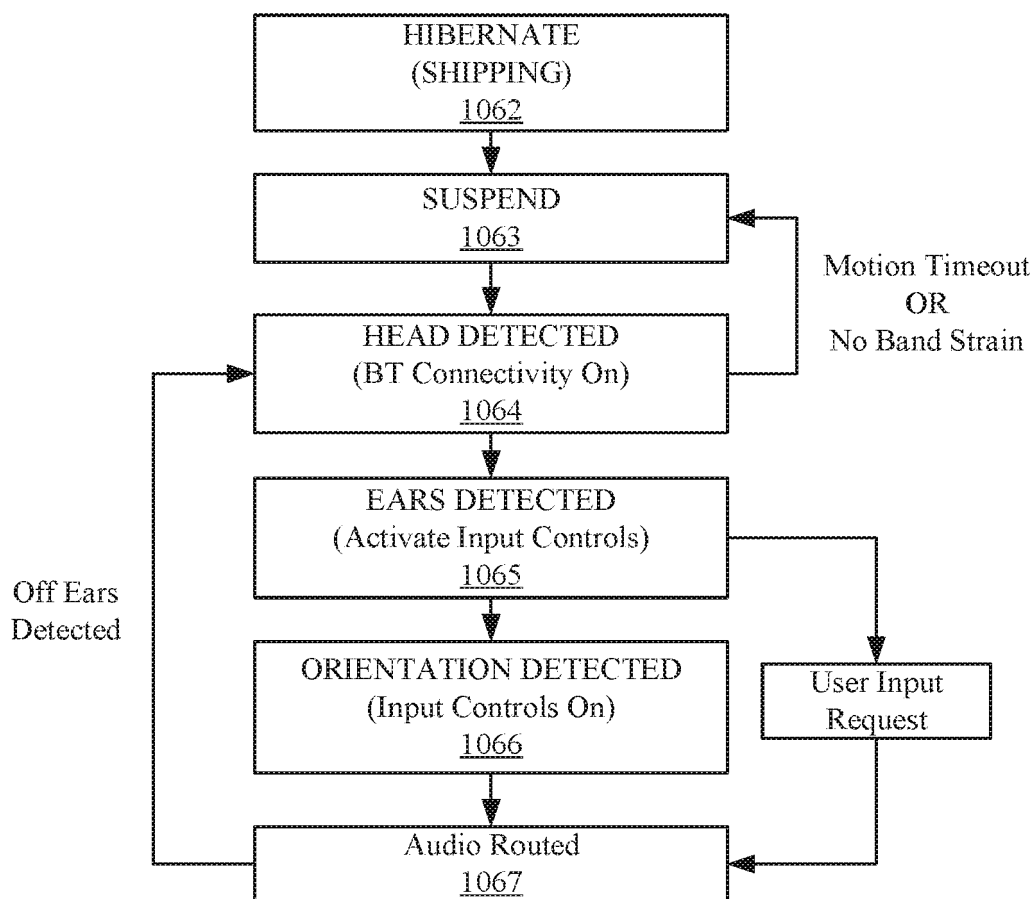 HIBERNATE
(SHIPPING)
1062
SUSPEND
1063
Motion Timeout
OR
No Band Strain
HEAD DETECTED
(BT Connectivity On)
1064
EARS DETECTED
(Activate Input Controls)
1065
Off Ears
Detected
ORIENTATION DETECTED
(Input Controls On)
1066
User Input
Request
Audio Routed
1067